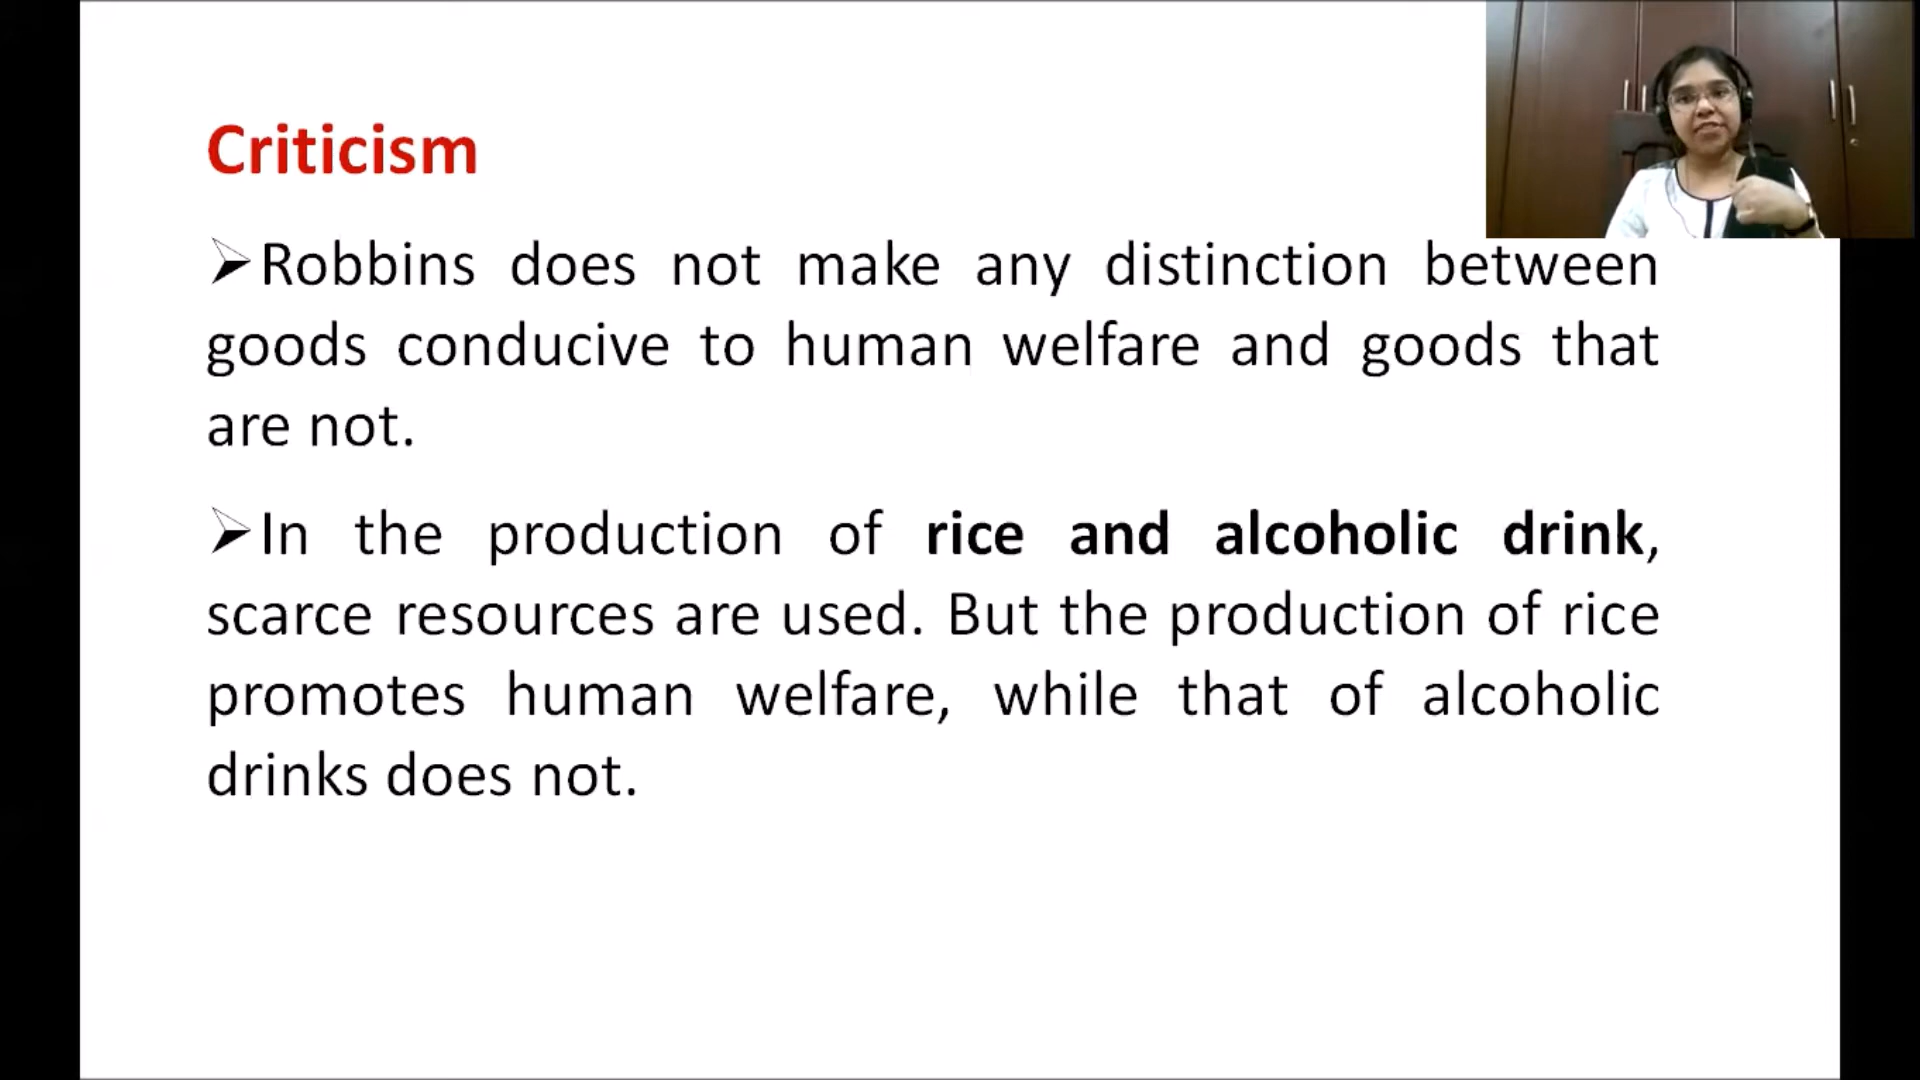 Criticism
➢Robbins does not make any distinction between
goods conducive to human welfare and goods that
are not.
➢In the production of rice and alcoholic drink,
scarce resources are used. But the production of rice
promotes human welfare, while that of alcoholic
drinks does not.